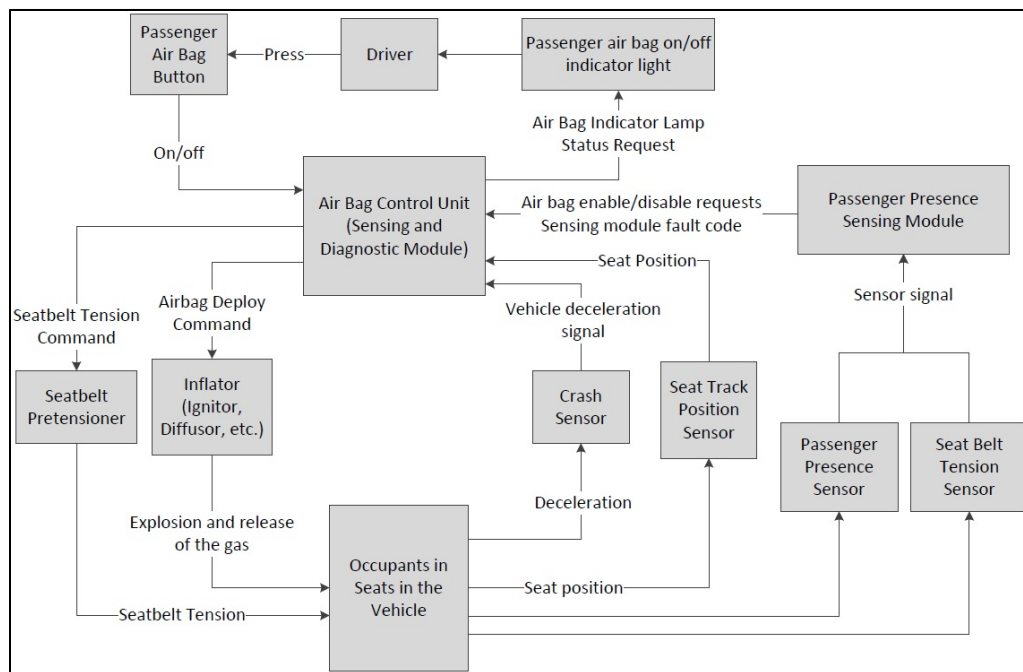 Passenger
Air Bag
Button
Press
Driver
Passenger air bag on/off
indicator light
On/off
Air Bag Indicator Lamp
Status Request
Air Bag Control Unit
(Sensing and
Diagnostic Module)
Air bag enable/disable requests
Sensing module fault code
Passenger Presence
Sensing Module
Seat Position
Seatbelt Tension
Command
Airbag Deploy
Command
Vehicle deceleration
signal
Sensor signal
Seatbelt
Pretensioner
Inflator
(Ignitor,
Diffusor, etc.)
Crash
Sensor
Seat Track
Position
Sensor
Passenger
Presence
Sensor
Seat Belt
Tension
Sensor
Explosion and release
of the gas
Deceleration
Occupants in
Seats in the
Vehicle
Seat position
Seatbelt Tension